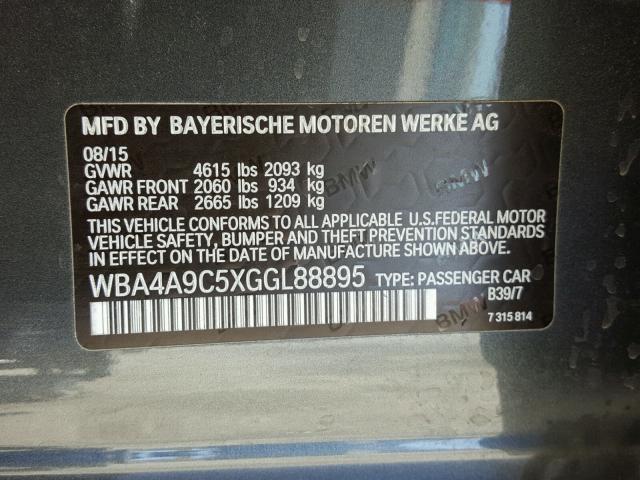 MFD BY BAYERISCHE MOTOREN WERKE AG
08/15
GVWR 4615 lbs 2093 kg
GAWR FRONT 2060 lbs 934 kg
GAWR REAR 2665 lbs 1209 kg
THIS VEHICLE CONFORMS TO ALL APPLICABLE U.S.FEDERAL MOTOR
VEHICLE SAFETY, BUMPER AND THEFT PREVENTION STANDARDS
IN EFFECT ON THE DATE OF MANUFACTURE SHOWN ABOVE.
WBA4A9C5XGGL88895 TYPE: PASSENGER CAR
B39/7
7 315 814
BMW
BMW
BMW